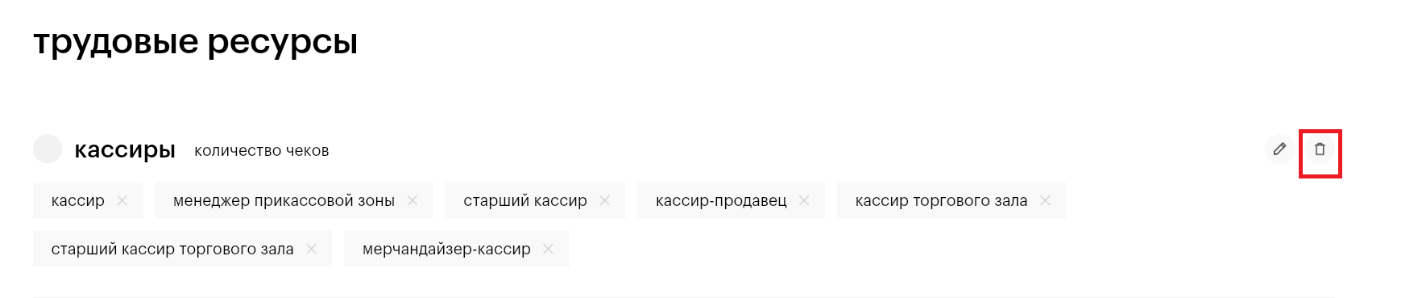 трудовые ресурсы
кассиры количество чеков
кассир менеджер прикассовой зоны старший кассир кассир-продавец кассир торгового зала
старший кассир торгового зала мерчандайзер-кассир